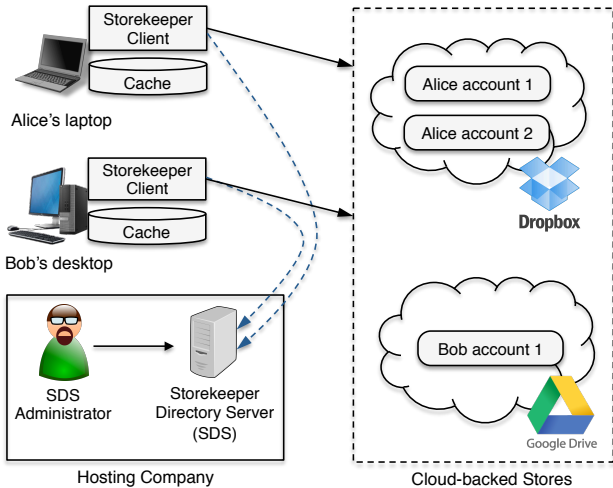 Storekeeper
Client
Cache
Alice's laptop
Alice account 1
Alice account 2
Dropbox
Storekeeper
Client
Cache
Bob's desktop
Bob account 1
Google Drive
SDS
Administrator
Storekeeper
Directory Server
(SDS)
Hosting Company
Cloud-backed Stores